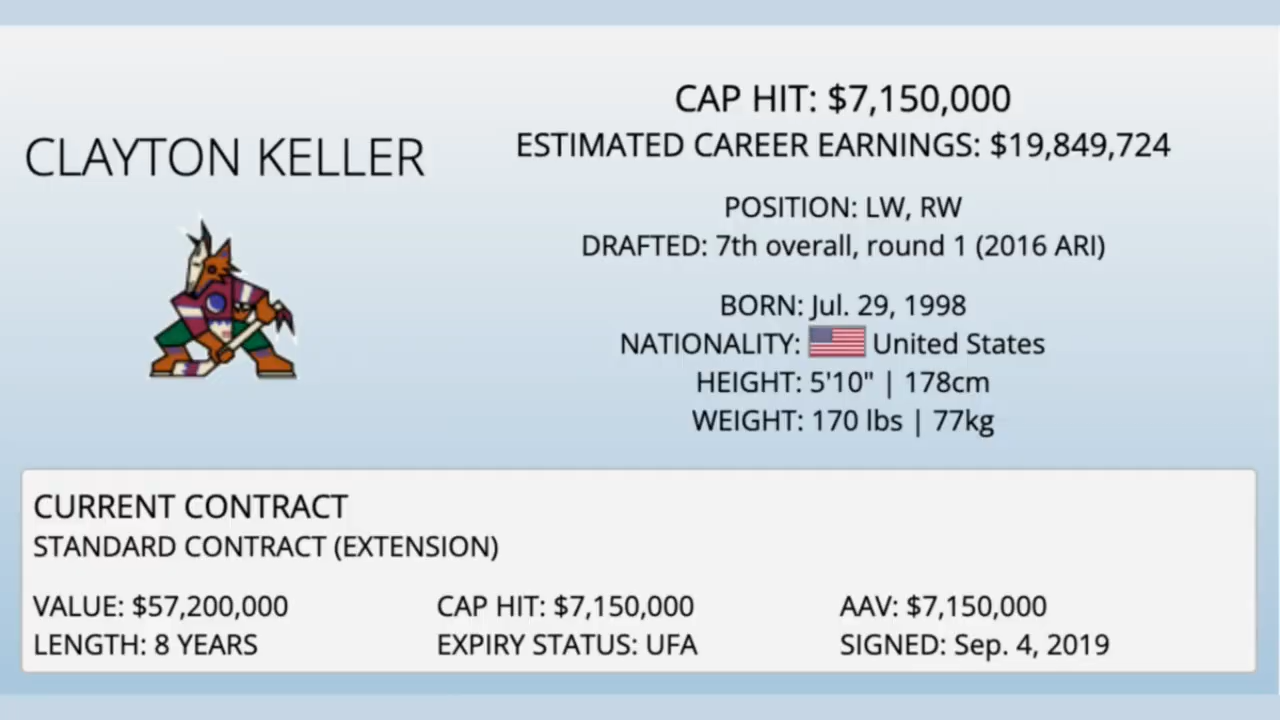 CLAYTON KELLER
CAP HIT: $7,150,000
ESTIMATED CAREER EARNINGS: $19,849,724
POSITION: LW, RW
DRAFTED: 7th overall, round 1 (2016 ARI)
BORN: Jul. 29, 1998
NATIONALITY: United States
HEIGHT: 5'10" | 178cm
WEIGHT: 170 lbs | 77kg
CURRENT CONTRACT
STANDARD CONTRACT (EXTENSION)
VALUE: $57,200,000 CAP HIT: $7,150,000 AAV: $7,150,000
LENGTH: 8 YEARS EXPIRY STATUS: UFA SIGNED: Sep. 4, 2019